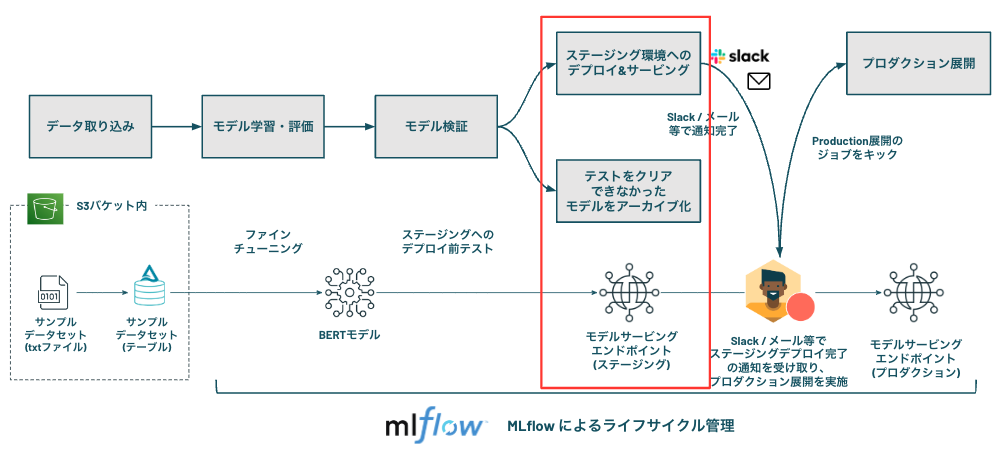 ステージング環境への
デプロイ&サービング
slack
プロダクション展開
データ取り込み
モデル学習・評価
モデル検証
Slack / メール
等で通知完了
Production展開の
ジョブをキック
テストをクリア
できなかった
モデルをアーカイブ化
S3バケット内
ファイン
チューニング
ステージングへの
デプロイ前テスト
0101
サンプル
データセット
(txtファイル)
サンプル
データセット
(テーブル)
BERTモデル
モデルサービング
エンドポイント
(ステージング)
Slack / メール等で
ステージングデプロイ完了
の通知を受け取り、
プロダクション展開を実施
モデルサービング
エンドポイント
(プロダクション)
mlflow
MLflow によるライフサイクル管理